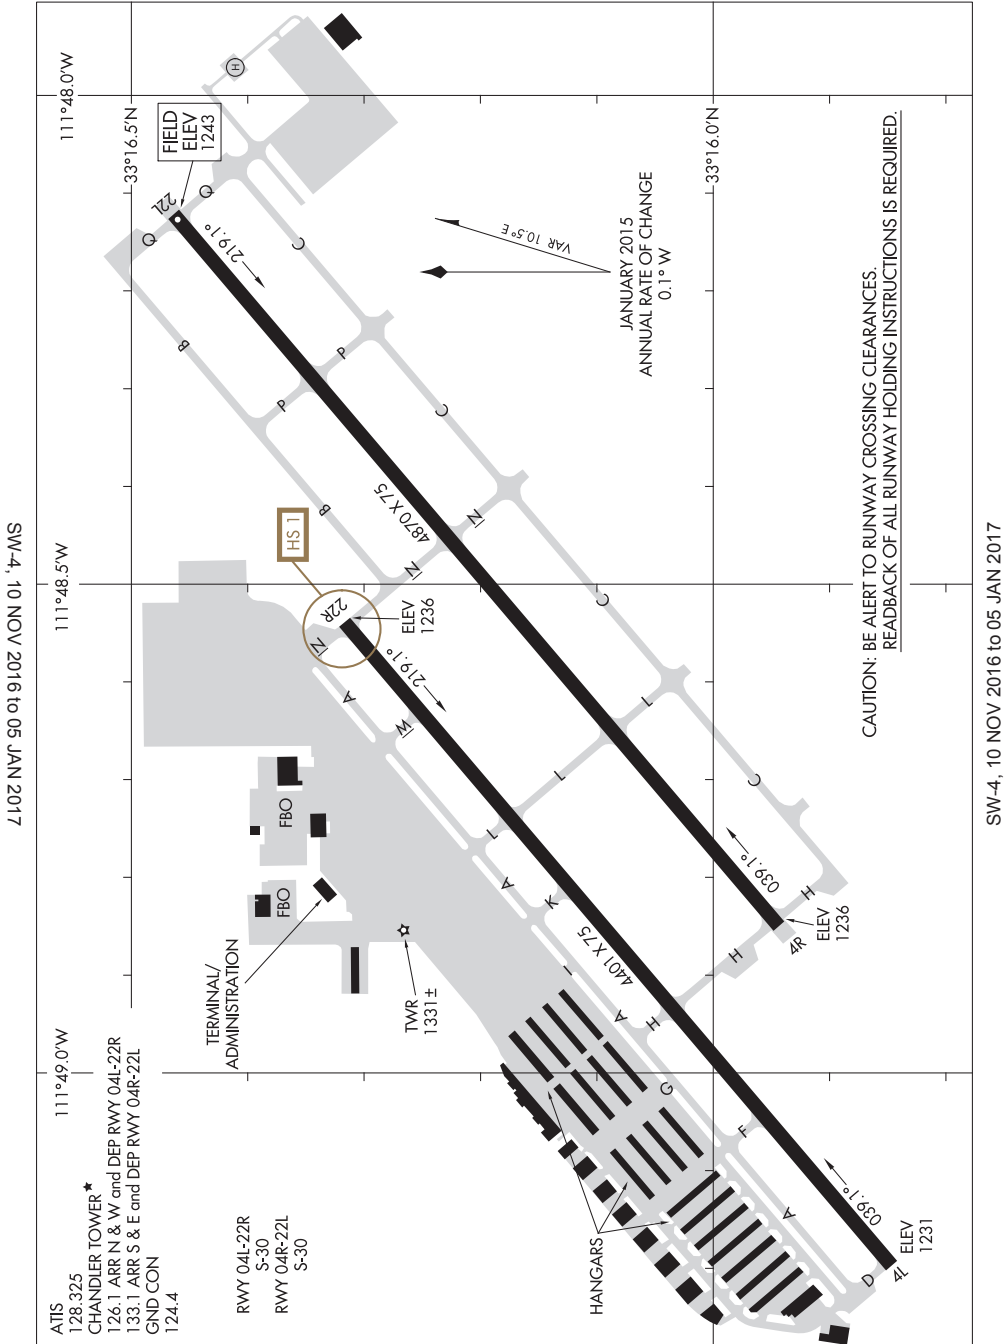 ATIS
128.325
CHANDLER TOWER★
126.1 ARR N & W and DEP RWY 04L-22R
133.1 ARR S & E and DEP RWY 04R-22L
GND CON
124.4
RWY 04L-22R
S-30
RWY 04R-22L
S-30
111°49.0'W
111°48.5'W
111°48.0'W
33°16.5'N
33°16.0'N
FIELD
ELEV
1243
H
22L
219.1°
Q
Q
B
B
P
P
C
C
C
C
N
N
N
HS 1
22R
ELEV
1236
219.1°
4870 X 75
VAR 10.5° E
JANUARY 2015
ANNUAL RATE OF CHANGE
0.1° W
A
M
L
L
L
A
K
4401 X 75
I
A
H
H
H
G
F
A
D
FBO
FBO
TERMINAL/
ADMINISTRATION
TWR
1331±
HANGARS
039.1°
4R
ELEV
1236
039.1°
4L
ELEV
1231
CAUTION: BE ALERT TO RUNWAY CROSSING CLEARANCES.
READBACK OF ALL RUNWAY HOLDING INSTRUCTIONS IS REQUIRED.
SW-4, 10 NOV 2016 to 05 JAN 2017
SW-4, 10 NOV 2016 to 05 JAN 2017